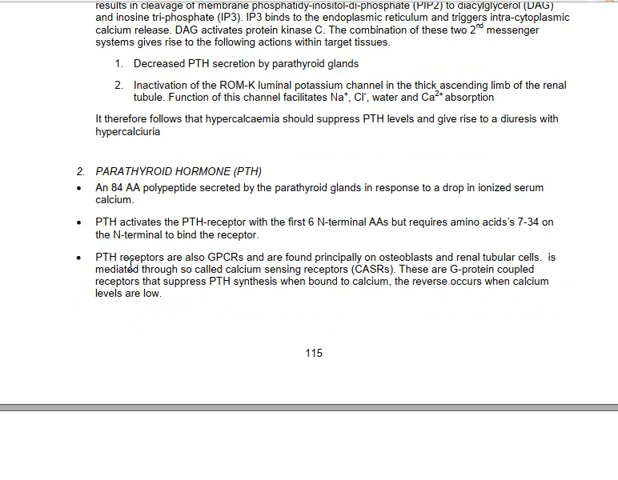 results in cleavage of membrane phosphatidy-inositol-di-phosphate (PIP2) to diacylglycerol (DAG)
and inosine tri-phosphate (IP3). IP3 binds to the endoplasmic reticulum and triggers intra-cytoplasmic
calcium release. DAG activates protein kinase C. The combination of these two 2nd messenger
systems gives rise to the following actions within target tissues.
1. Decreased PTH secretion by parathyroid glands
2. Inactivation of the ROM-K luminal potassium channel in the thick ascending limb of the renal
tubule. Function of this channel facilitates Na+, Cl-, water and Ca2+ absorption
It therefore follows that hypercalcaemia should suppress PTH levels and give rise to a diuresis with
hypercalciuria
2. PARATHYROID HORMONE (PTH)
• An 84 AA polypeptide secreted by the parathyroid glands in response to a drop in ionized serum
calcium.
• PTH activates the PTH-receptor with the first 6 N-terminal AAs but requires amino acids's 7-34 on
the N-terminal to bind the receptor.
• PTH receptors are also GPCRs and are found principally on osteoblasts and renal tubular cells. is
mediated through so called calcium sensing receptors (CASRs). These are G-protein coupled
receptors that suppress PTH synthesis when bound to calcium, the reverse occurs when calcium
levels are low.
115